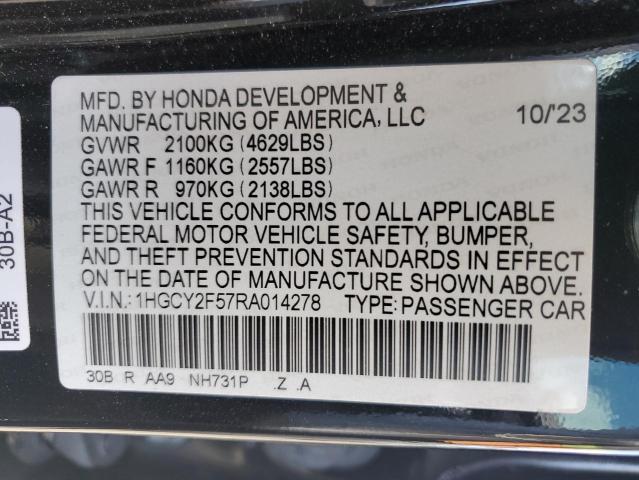 MFD. BY HONDA DEVELOPMENT &
MANUFACTURING OF AMERICA, LLC 10/'23
GVWR 2100KG (4629LBS)
GAWR F 1160KG (2557LBS)
GAWR R 970KG (2138LBS)
THIS VEHICLE CONFORMS TO ALL APPLICABLE
FEDERAL MOTOR VEHICLE SAFETY, BUMPER,
AND THEFT PREVENTION STANDARDS IN EFFECT
ON THE DATE OF MANUFACTURE SHOWN ABOVE.
V.I.N.: 1HGCY2F57RA014278 TYPE: PASSENGER CAR
30B R AA9 NH731P .Z .A
30B-A2